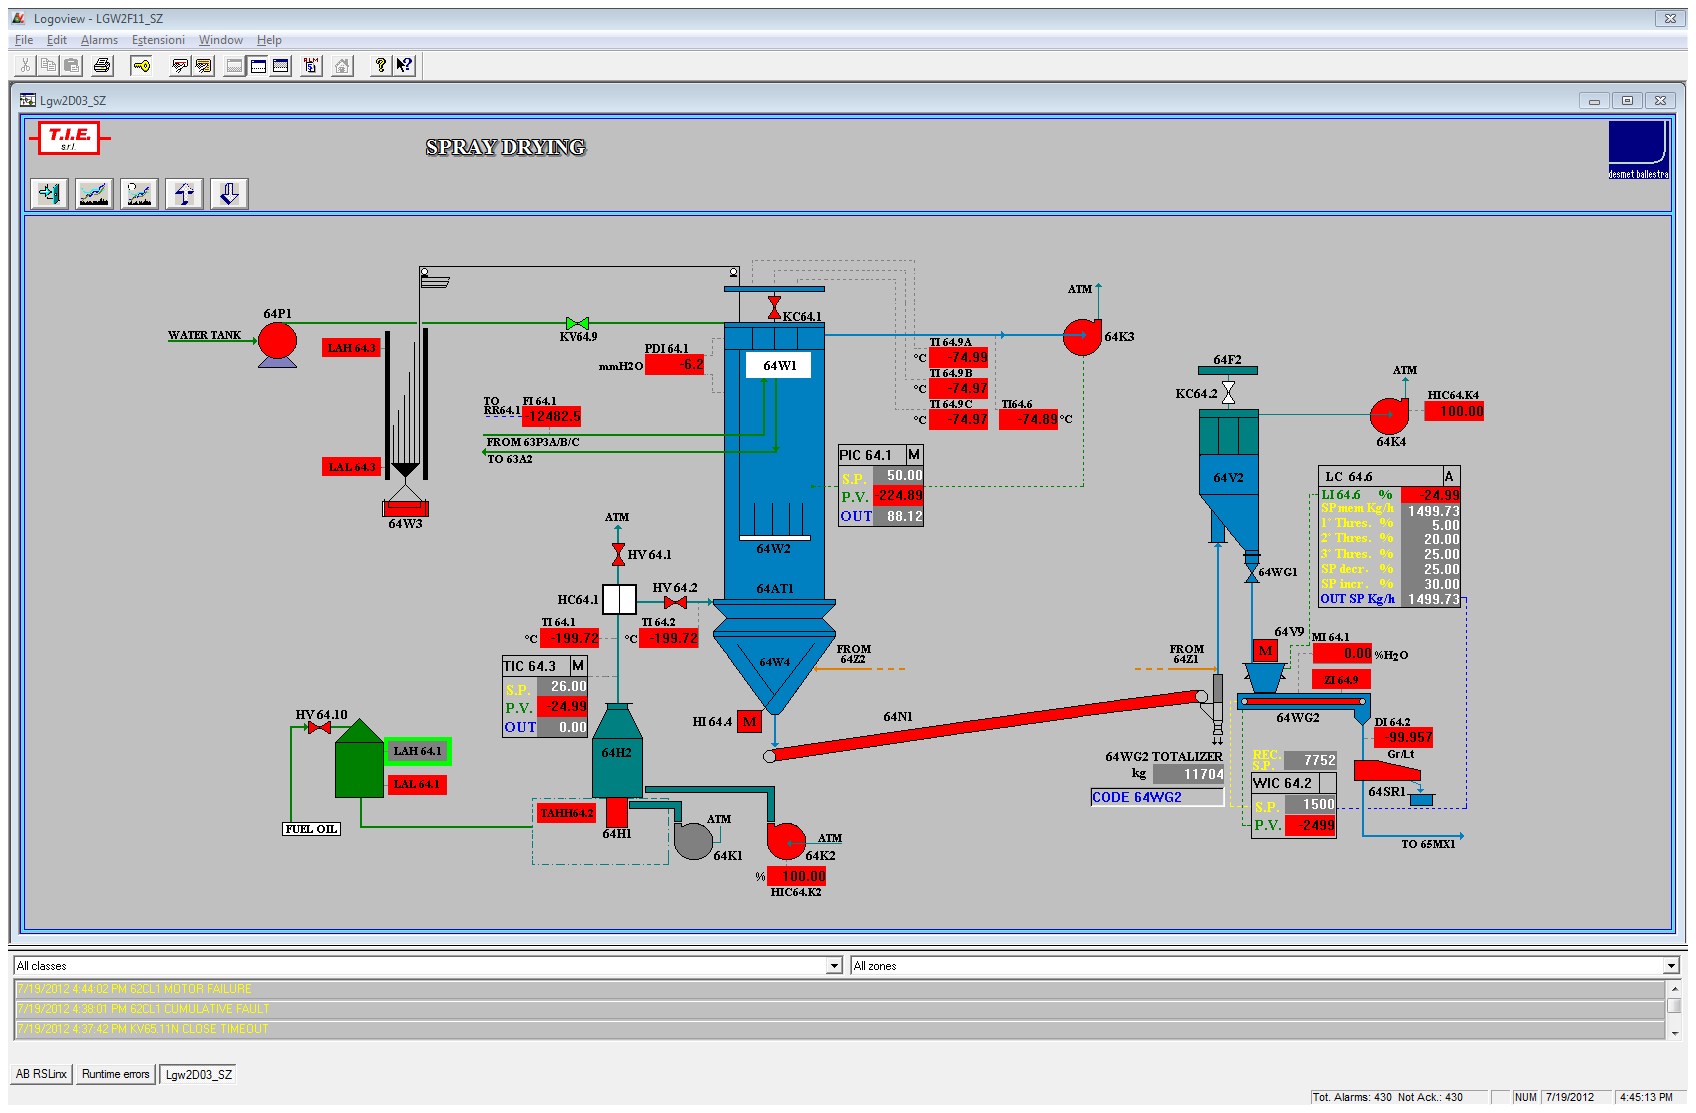 Logoview - LGW2F11_SZ
File Edit Alarms Estensioni Window Help
Lgw2D03_SZ
T.I.E.
s.r.l.
SPRAY DRYING
desmet ballestra
ATM
64P1
WATER TANK
KV64.9
KC64.1
64K3
LAH 64.3
PDI 64.1
mmH2O -6.2
64W1
TI 64.9A
°C -74.99
TI 64.9B
°C -74.97
TI 64.9C
°C -74.97
TI64.6
-74.89 °C
64F2
KC64.2
ATM
HIC64.K4
100.00
64K4
TO
RR64.1
FI 64.1
-12482.5
FROM 63P3A/B/C
TO 63A2
LAL 64.3
64W3
PIC 64.1 M
S.P. 50.00
P.V. -224.89
OUT 88.12
64V2
LC 64.6 A
LI 64.6 % -24.99
SP mem Kg/h 1499.73
1° Thres. % 5.00
2° Thres. % 20.00
3° Thres. % 25.00
SP decr. % 25.00
SP incr. % 30.00
OUT SP Kg/h 1499.73
ATM
HV 64.1
64W2
64WG1
HC64.1
HV 64.2
64AT1
TI 64.1
°C -199.72
TI 64.2
°C -199.72
64V9
M
MI 64.1
0.00 %H2O
ZI 64.9
64W4
FROM
64Z2
FROM
64Z1
TIC 64.3 M
S.P. 26.00
P.V. -24.99
OUT 0.00
HV 64.10
HI 64.4 M
64N1
64WG2
DI 64.2
-99.957
Gr/Lt
LAH 64.1
64H2
LAL 64.1
64WG2 TOTALIZER
kg 11704
CODE 64WG2
REC.
S.P. 7752
WIC 64.2
S.P. 1500
P.V. -2499
64SR1
TO 65MX1
FUEL OIL
TAHH64.2
64H1
ATM
64K1
ATM
64K2
% 100.00
HIC64.K2
All classes
All zones
7/19/2012 4:44:02 PM 62CL1 MOTOR FAILURE
7/19/2012 4:38:01 PM 62CL1 CUMULATIVE FAULT
7/19/2012 4:37:42 PM KV65.11N CLOSE TIMEOUT
AB RSLinx
Runtime errors
Lgw2D03_SZ
Tot. Alarms: 430 Not Ack.: 430
NUM
7/19/2012
4:45:13 PM